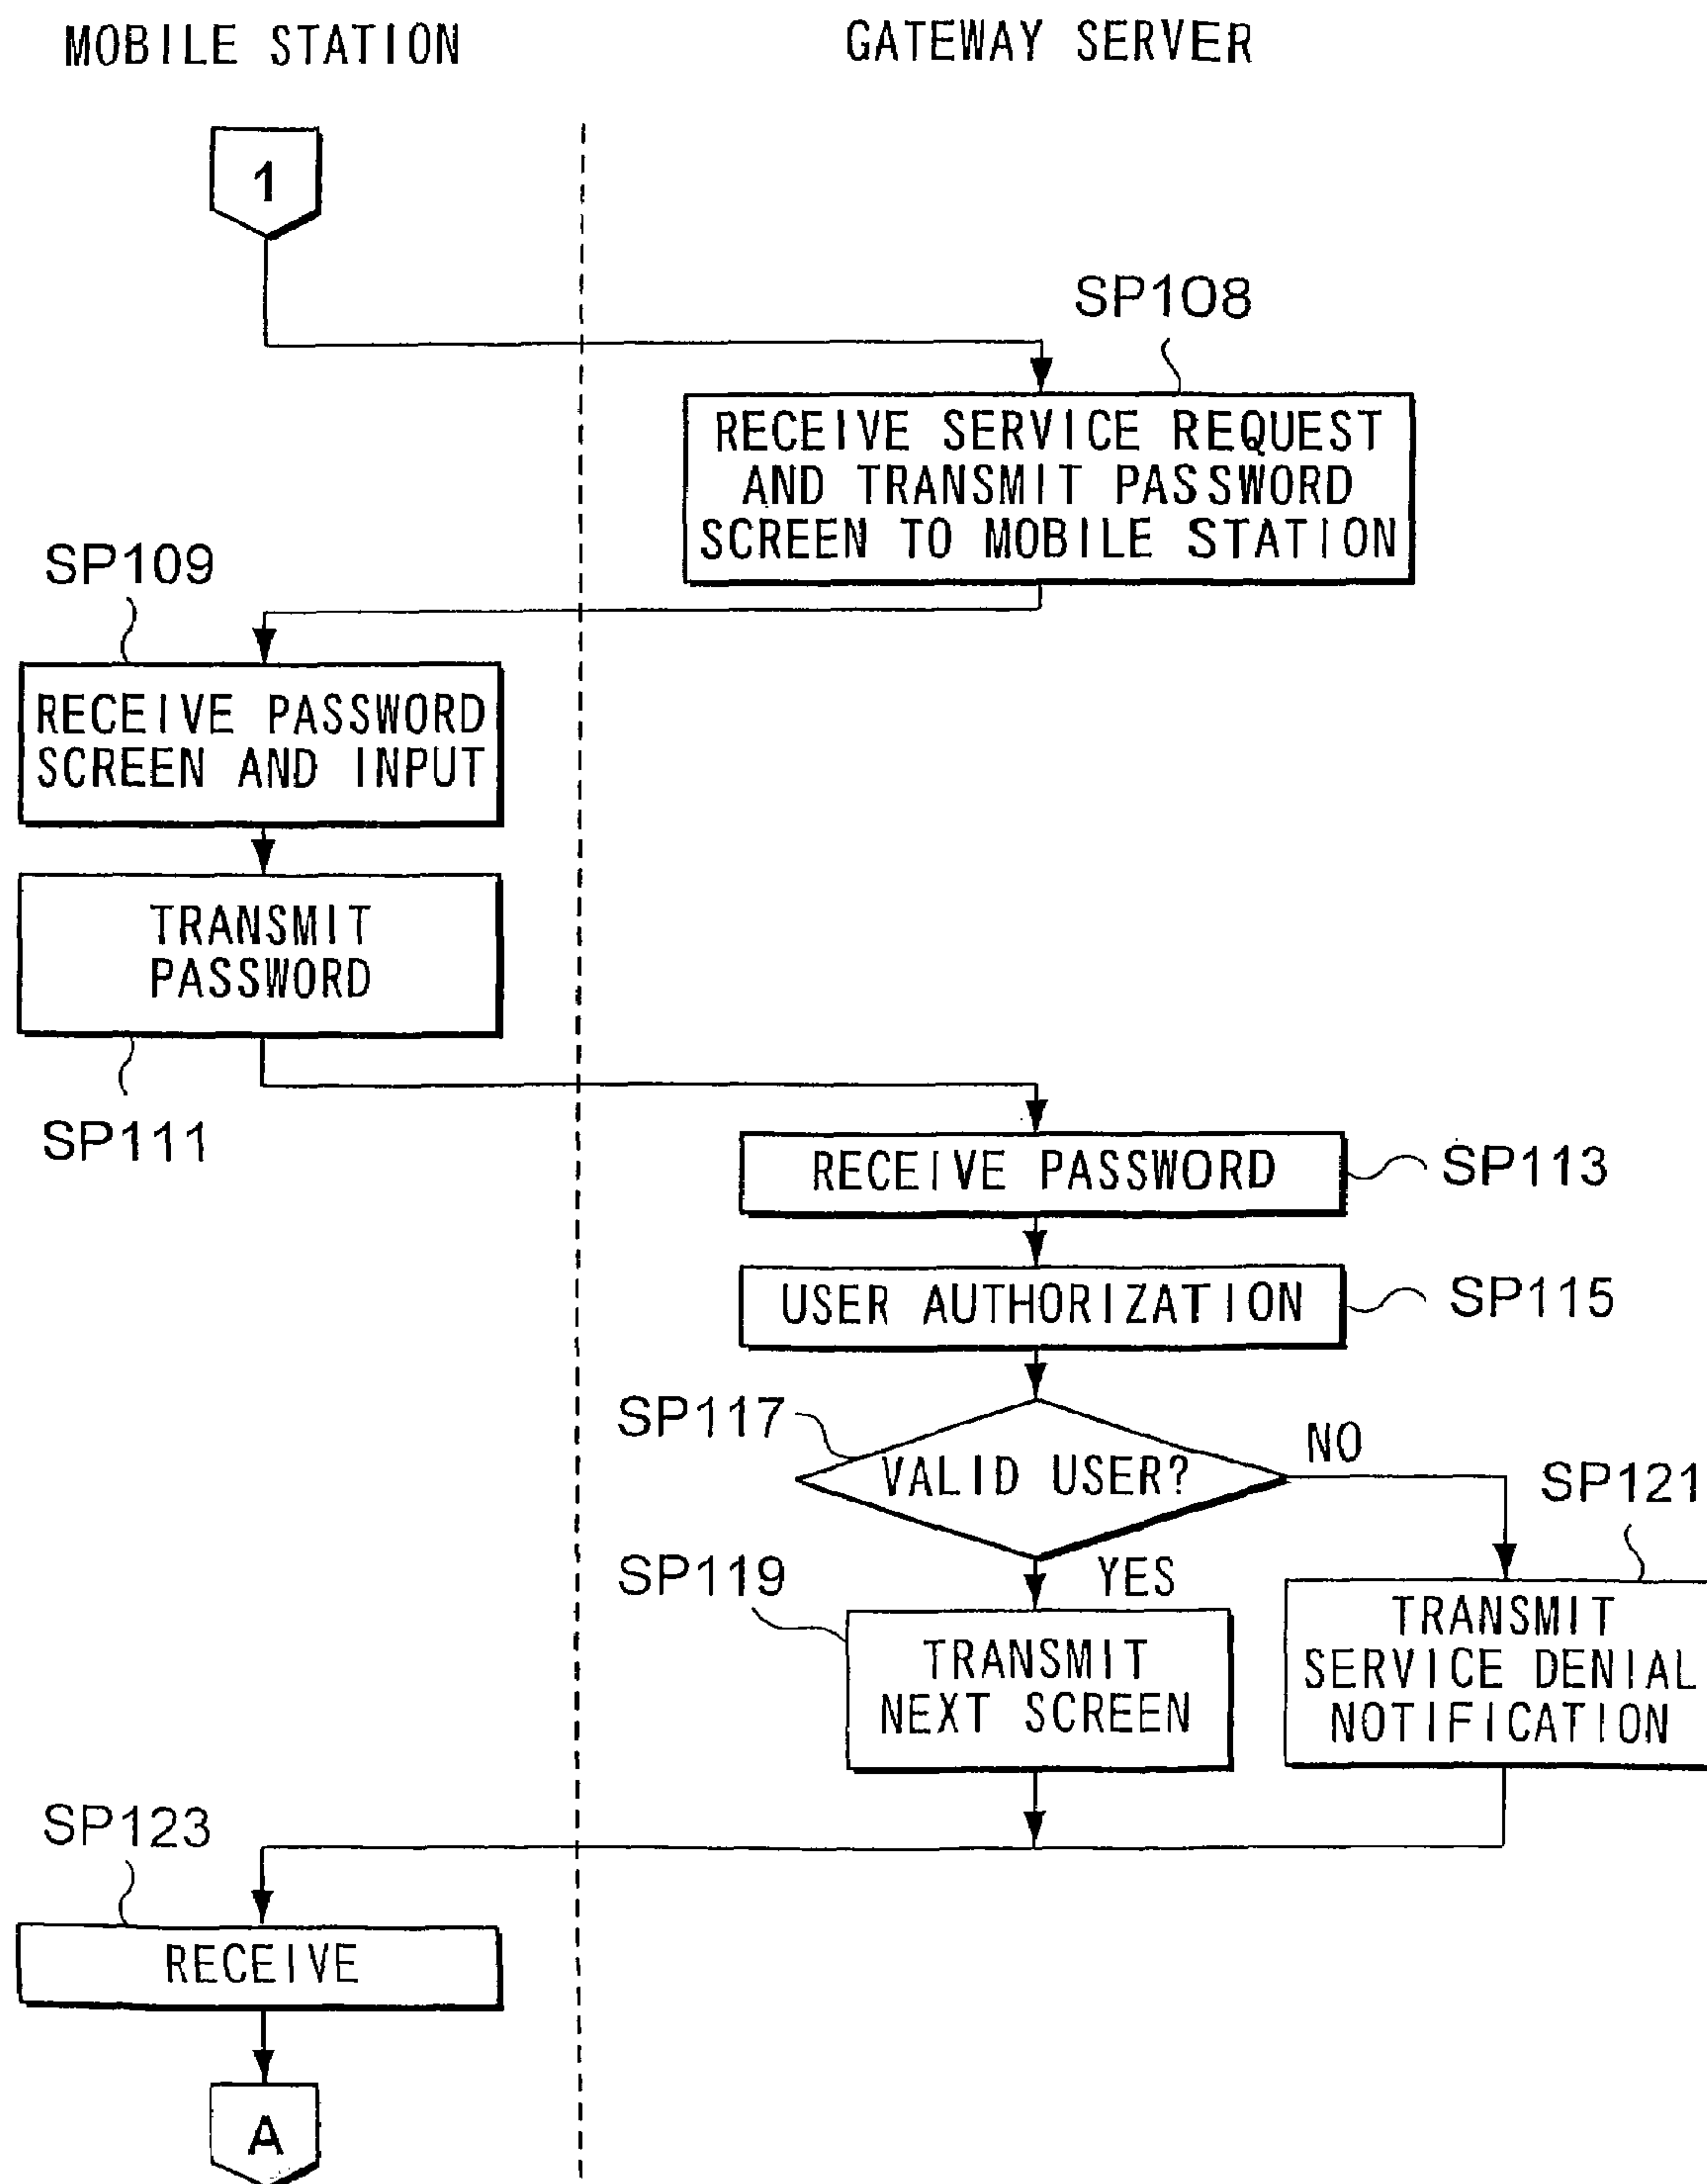 MOBILE STATION
GATEWAY SERVER
1
SP108
RECEIVE SERVICE REQUEST
AND TRANSMIT PASSWORD
SCREEN TO MOBILE STATION
SP109
RECEIVE PASSWORD
SCREEN AND INPUT
TRANSMIT
PASSWORD
SP111
RECEIVE PASSWORD
SP113
USER AUTHORIZATION
SP115
SP117
VALID USER?
NO
SP121
YES
SP119
TRANSMIT
NEXT SCREEN
TRANSMIT
SERVICE DENIAL
NOTIFICATION
SP123
RECEIVE
A